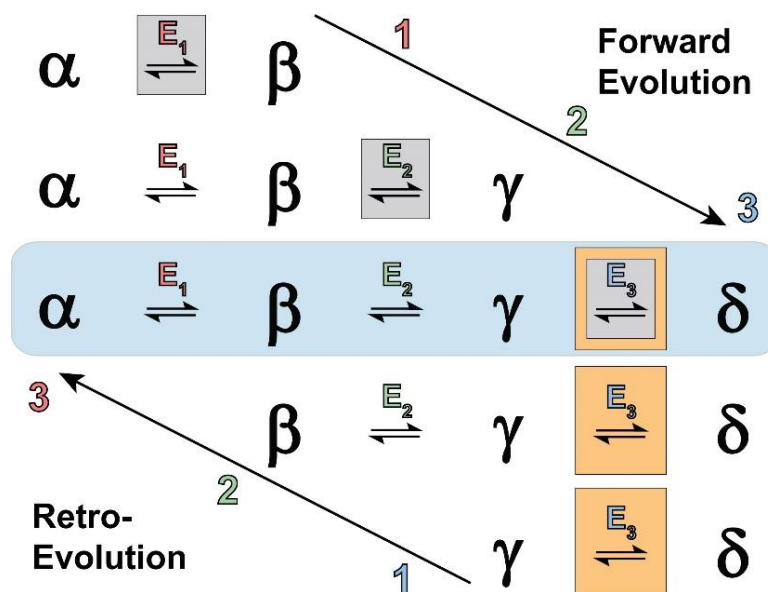 E₁ 1 Forward
α ⇌ β Evolution
2
E₁ E₂
α ⇌ β ⇌ γ
3
E₁ E₂ E₃
α ⇌ β ⇌ γ ⇌ δ
3
E₂ E₃
β ⇌ γ ⇌ δ
2
Retro-
Evolution
E₃
γ ⇌ δ
1